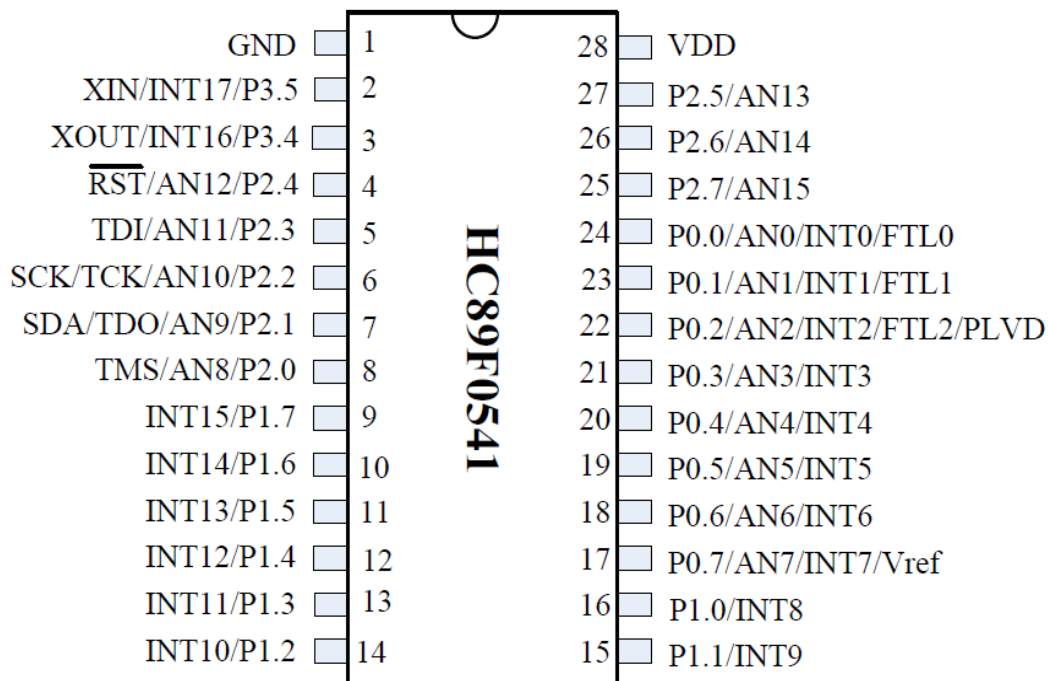 GND 1 28 VDD
XIN/INT17/P3.5 2 27 P2.5/AN13
XOUT/INT16/P3.4 3 26 P2.6/AN14
RST/AN12/P2.4 4 25 P2.7/AN15
TDI/AN11/P2.3 5 24 P0.0/AN0/INT0/FTL0
SCK/TCK/AN10/P2.2 6 23 P0.1/AN1/INT1/FTL1
SDA/TDO/AN9/P2.1 7 22 P0.2/AN2/INT2/FTL2/PLVD
TMS/AN8/P2.0 8 21 P0.3/AN3/INT3
INT15/P1.7 9 20 P0.4/AN4/INT4
INT14/P1.6 10 19 P0.5/AN5/INT5
INT13/P1.5 11 18 P0.6/AN6/INT6
INT12/P1.4 12 17 P0.7/AN7/INT7/Vref
INT11/P1.3 13 16 P1.0/INT8
INT10/P1.2 14 15 P1.1/INT9
HC89F0541